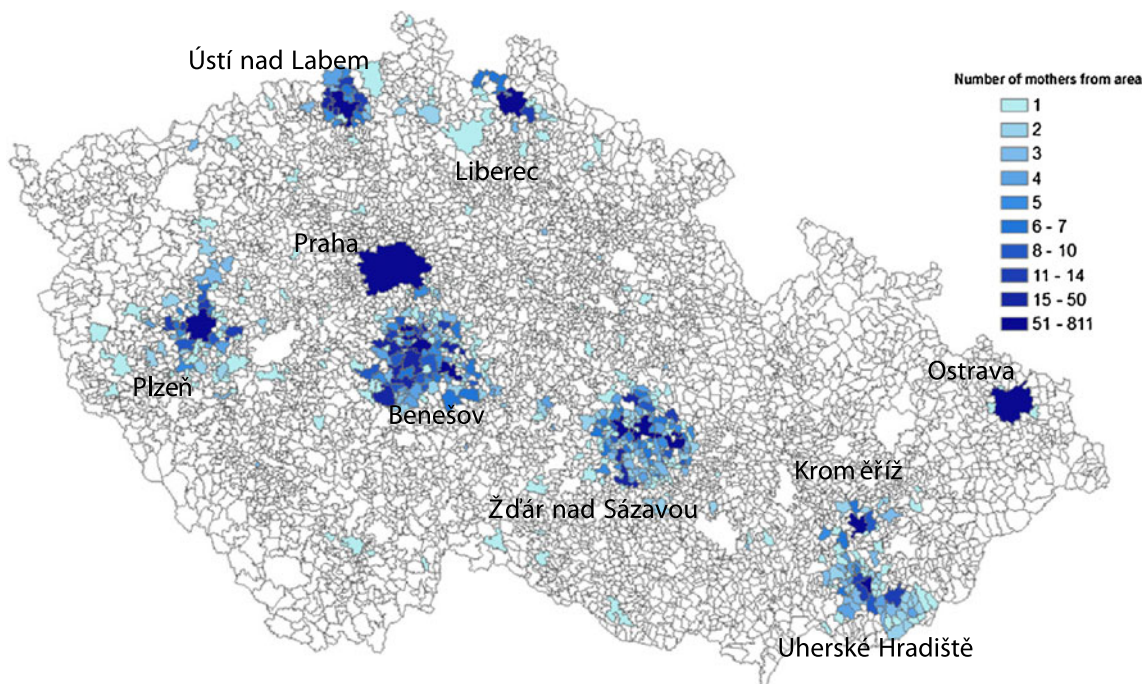 Ústí nad Labem
Number of mothers from area
1
2
3
4
5
6 - 7
8 - 10
11 - 14
15 - 50
51 - 811
Liberec
Praha
Ostrava
Plzeň
Benešov
Krom ěříž
Žďár nad Sázavou
Uherské Hradiště